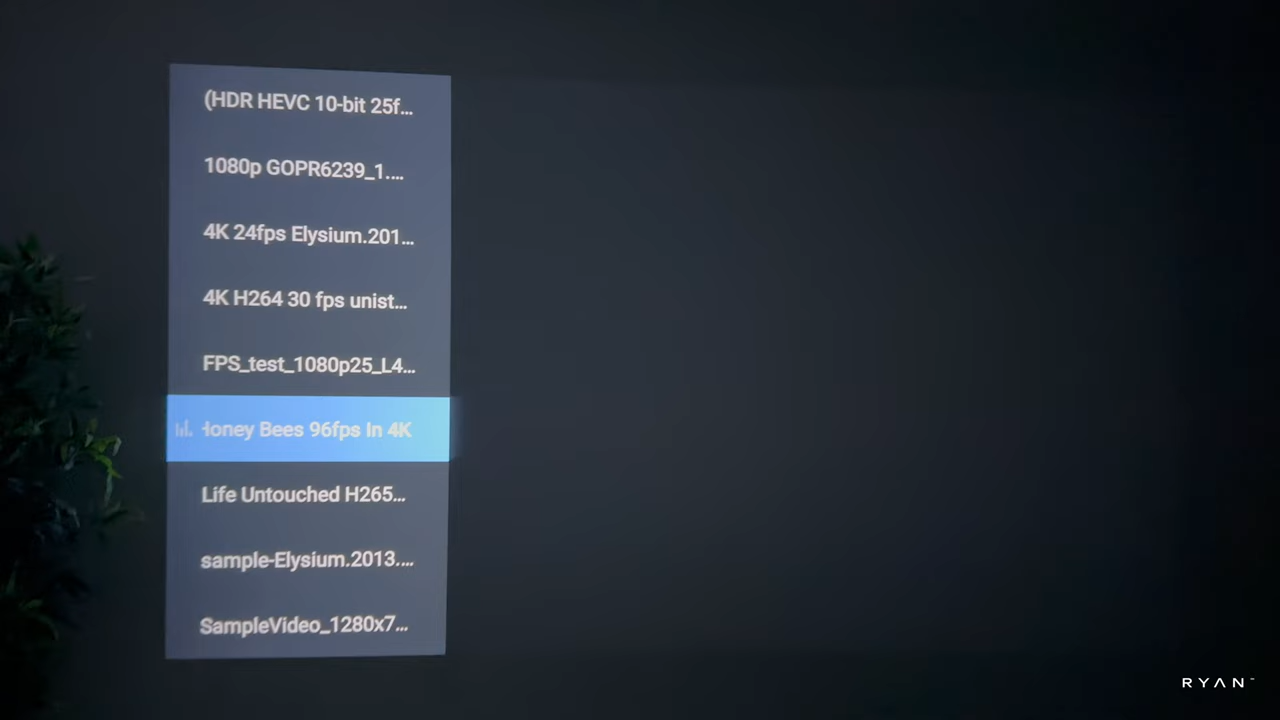 (HDR HEVC 10-bit 25f...
1080p GOPR6239_1....
4K 24fps Elysium.201...
4K H264 30 fps unist...
FPS_test_1080p25_L4...
Honey Bees 96fps In 4K
Life Untouched H265...
sample-Elysium.2013....
SampleVideo_1280x7...
RYAN™